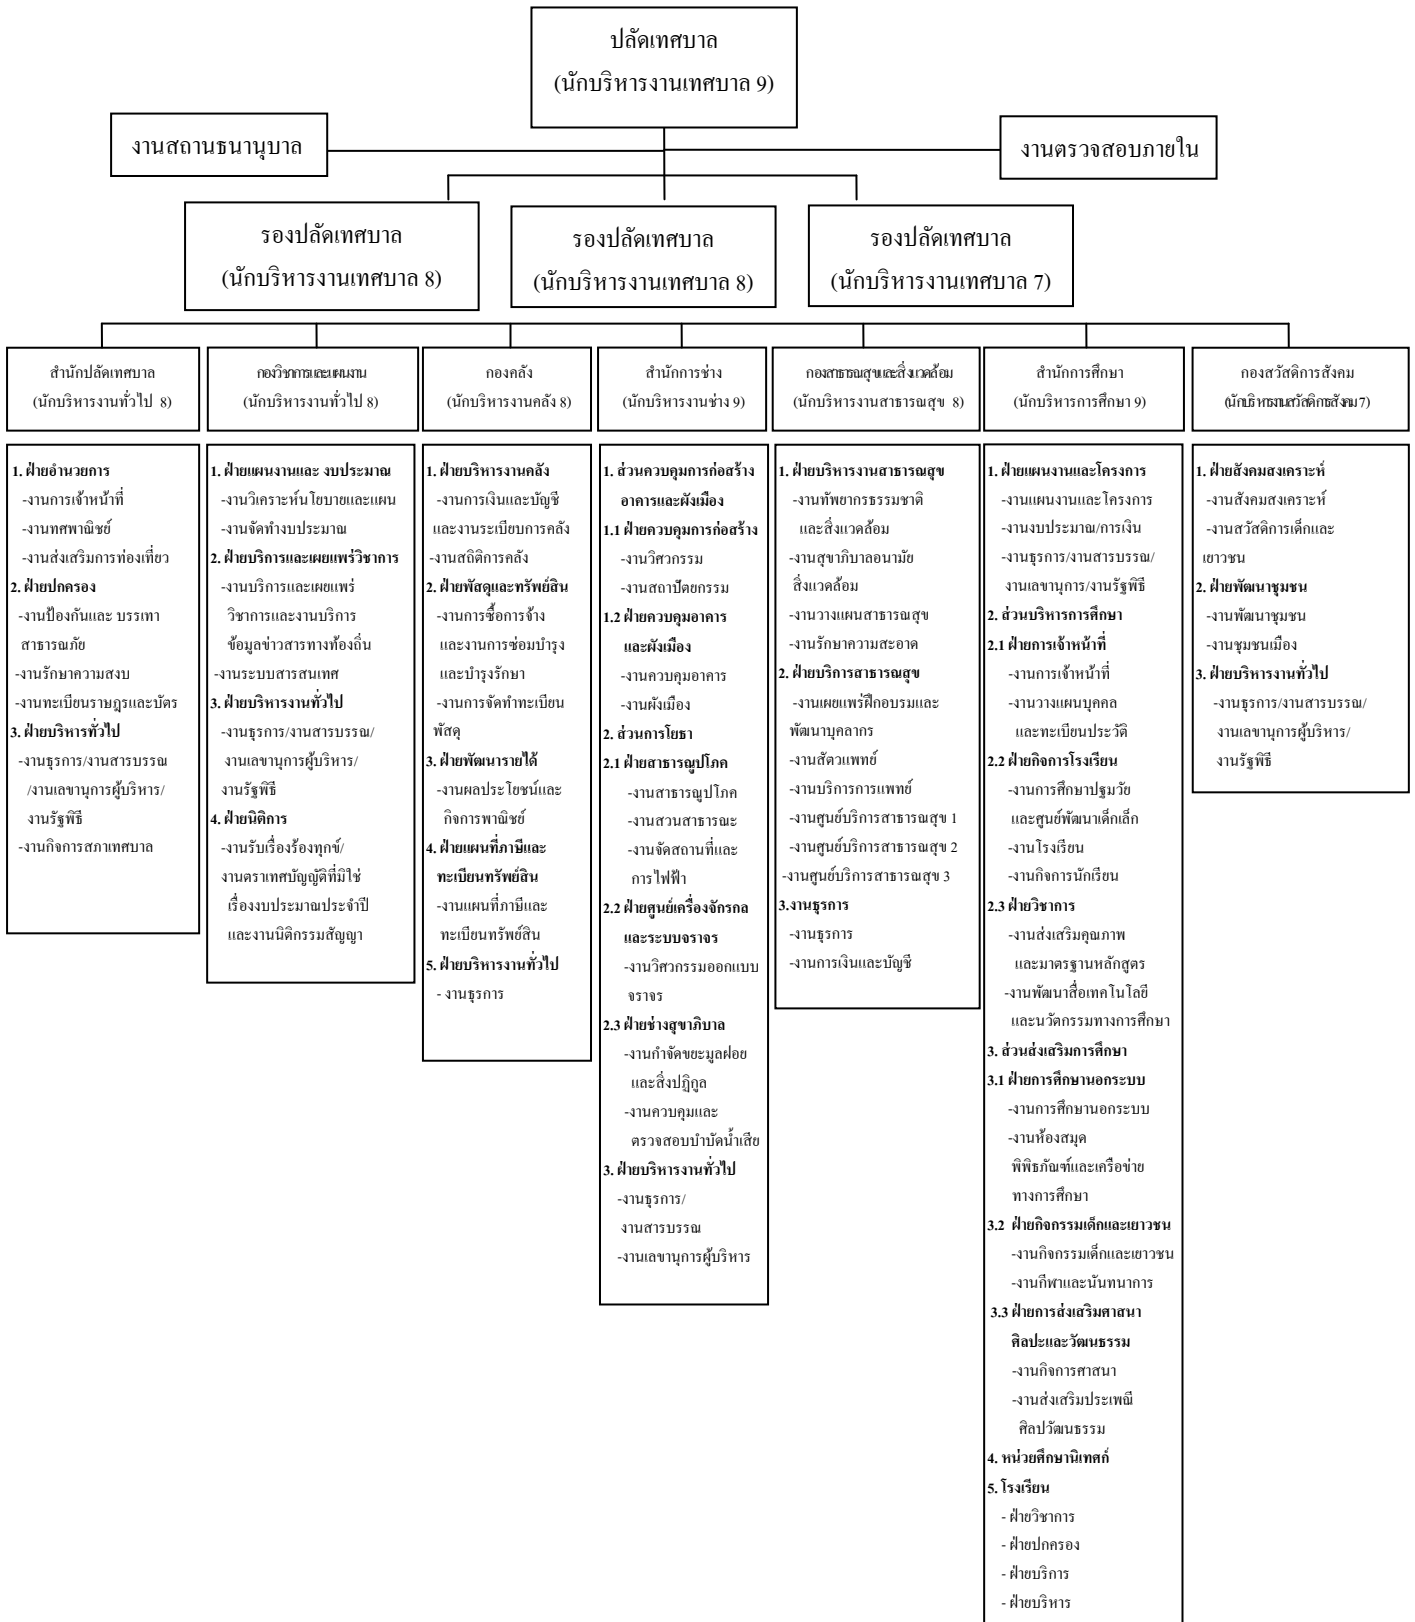 ปลัดเทศบาล
(นักบริหารงานเทศบาล 9)
งานสถานธนานุบาล
งานตรวจสอบภายใน
รองปลัดเทศบาล
(นักบริหารงานเทศบาล 8)
รองปลัดเทศบาล
(นักบริหารงานเทศบาล 8)
รองปลัดเทศบาล
(นักบริหารงานเทศบาล 7)
สำนักปลัดเทศบาล
(นักบริหารงานทั่วไป 8)
กองวิชาการและแผนงาน
(นักบริหารงานทั่วไป 8)
กองคลัง
(นักบริหารงานคลัง 8)
สำนักการช่าง
(นักบริหารงานช่าง 9)
กองสาธารณสุขและสิ่งแวดล้อม
(นักบริหารงานสาธารณสุข 8)
สำนักการศึกษา
(นักบริหารการศึกษา 9)
กองสวัสดิการสังคม
(นักบริหารงานสวัสดิการสังคม7)
1. ฝ่ายอำนวยการ
-งานการเจ้าหน้าที่
-งานทศพาณิชย์
-งานส่งเสริมการท่องเที่ยว
2. ฝ่ายปกครอง
-งานป้องกันและ บรรเทา
สาธารณภัย
-งานรักษาความสงบ
-งานทะเบียนราษฎรและบัตร
3. ฝ่ายบริหารทั่วไป
-งานธุรการ/งานสารบรรณ
/งานเลขานุการผู้บริหาร/
งานรัฐพิธี
-งานกิจการสภาเทศบาล
1. ฝ่ายแผนงานและ งบประมาณ
-งานวิเคราะห์นโยบายและแผน
-งานจัดทำงบประมาณ
2. ฝ่ายบริการและเผยแพร่วิชาการ
-งานบริการและเผยแพร่
วิชาการและงานบริการ
ข้อมูลข่าวสารทางท้องถิ่น
-งานระบบสารสนเทศ
3. ฝ่ายบริหารงานทั่วไป
-งานธุรการ/งานสารบรรณ/
งานเลขานุการผู้บริหาร/
งานรัฐพิธี
4. ฝ่ายนิติการ
-งานรับเรื่องร้องทุกข์/
งานตราเทศบัญญัติที่มิใช่
เรื่องงบประมาณประจำปี
และงานนิติกรรมสัญญา
1. ฝ่ายบริหารงานคลัง
-งานการเงินและบัญชี
และงานระเบียบการคลัง
-งานสถิติการคลัง
2. ฝ่ายพัสดุและทรัพย์สิน
-งานการซื้อการจ้าง
และงานการซ่อมบำรุง
และบำรุงรักษา
-งานการจัดทำทะเบียน
พัสดุ
3. ฝ่ายพัฒนารายได้
-งานผลประโยชน์และ
กิจการพาณิชย์
4. ฝ่ายแผนที่ภาษีและ
ทะเบียนทรัพย์สิน
-งานแผนที่ภาษีและ
ทะเบียนทรัพย์สิน
5. ฝ่ายบริหารงานทั่วไป
- งานธุรการ
1. ส่วนควบคุมการก่อสร้าง
อาคารและผังเมือง
1.1 ฝ่ายควบคุมการก่อสร้าง
-งานวิศวกรรม
-งานสถาปัตยกรรม
1.2 ฝ่ายควบคุมอาคาร
และผังเมือง
-งานควบคุมอาคาร
-งานผังเมือง
2. ส่วนการโยธา
2.1 ฝ่ายสาธารณูปโภค
-งานสาธารณูปโภค
-งานสวนสาธารณะ
-งานจัดสถานที่และ
การไฟฟ้า
2.2 ฝ่ายศูนย์เครื่องจักรกล
และระบบจราจร
-งานวิศวกรรมออกแบบ
จราจร
2.3 ฝ่ายช่างสุขาภิบาล
-งานกำจัดขยะมูลฝอย
และสิ่งปฏิกูล
-งานควบคุมและ
ตรวจสอบบำบัดน้ำเสีย
3. ฝ่ายบริหารงานทั่วไป
-งานธุรการ/
งานสารบรรณ
-งานเลขานุการผู้บริหาร
1. ฝ่ายบริหารงานสาธารณสุข
-งานทัพยากรธรรมชาติ
และสิ่งแวดล้อม
-งานสุขาภิบาลอนามัย
สิ่งแวดล้อม
-งานวางแผนสาธารณสุข
-งานรักษาความสะอาด
2. ฝ่ายบริการสาธารณสุข
-งานเผยแพร่ฝึกอบรมและ
พัฒนาบุคลากร
-งานสัตวแพทย์
-งานบริการการแพทย์
-งานศูนย์บริการสาธารณสุข 1
-งานศูนย์บริการสาธารณสุข 2
-งานศูนย์บริการสาธารณสุข 3
3.งานธุรการ
-งานธุรการ
-งานการเงินและบัญชี
1. ฝ่ายแผนงานและโครงการ
-งานแผนงานและโครงการ
-งานงบประมาณ/การเงิน
-งานธุรการ/งานสารบรรณ/
งานเลขานุการ/งานรัฐพิธี
2. ส่วนบริหารการศึกษา
2.1 ฝ่ายการเจ้าหน้าที่
-งานการเจ้าหน้าที่
-งานวางแผนบุคคล
และทะเบียนประวัติ
2.2 ฝ่ายกิจการโรงเรียน
-งานการศึกษาปฐมวัย
และศูนย์พัฒนาเด็กเล็ก
-งานโรงเรียน
-งานกิจการนักเรียน
2.3 ฝ่ายวิชาการ
-งานส่งเสริมคุณภาพ
และมาตรฐานหลักสูตร
-งานพัฒนาสื่อเทคโนโลยี
และนวัตกรรมทางการศึกษา
3. ส่วนส่งเสริมการศึกษา
3.1 ฝ่ายการศึกษานอกระบบ
-งานการศึกษานอกระบบ
-งานห้องสมุด
พิพิธภัณฑ์และเครือข่าย
ทางการศึกษา
3.2 ฝ่ายกิจกรรมเด็กและเยาวชน
-งานกิจกรรมเด็กและเยาวชน
-งานกีฬาและนันทนาการ
3.3 ฝ่ายการส่งเสริมศาสนา
ศิลปะและวัฒนธรรม
-งานกิจการศาสนา
-งานส่งเสริมประเพณี
ศิลปวัฒนธรรม
4. หน่วยศึกษานิเทศก์
5. โรงเรียน
- ฝ่ายวิชาการ
- ฝ่ายปกครอง
- ฝ่ายบริการ
- ฝ่ายบริหาร
1. ฝ่ายสังคมสงเคราะห์
-งานสังคมสงเคราะห์
-งานสวัสดิการเด็กและ
เยาวชน
2. ฝ่ายพัฒนาชุมชน
-งานพัฒนาชุมชน
-งานชุมชนเมือง
3. ฝ่ายบริหารงานทั่วไป
-งานธุรการ/งานสารบรรณ/
งานเลขานุการผู้บริหาร/
งานรัฐพิธี